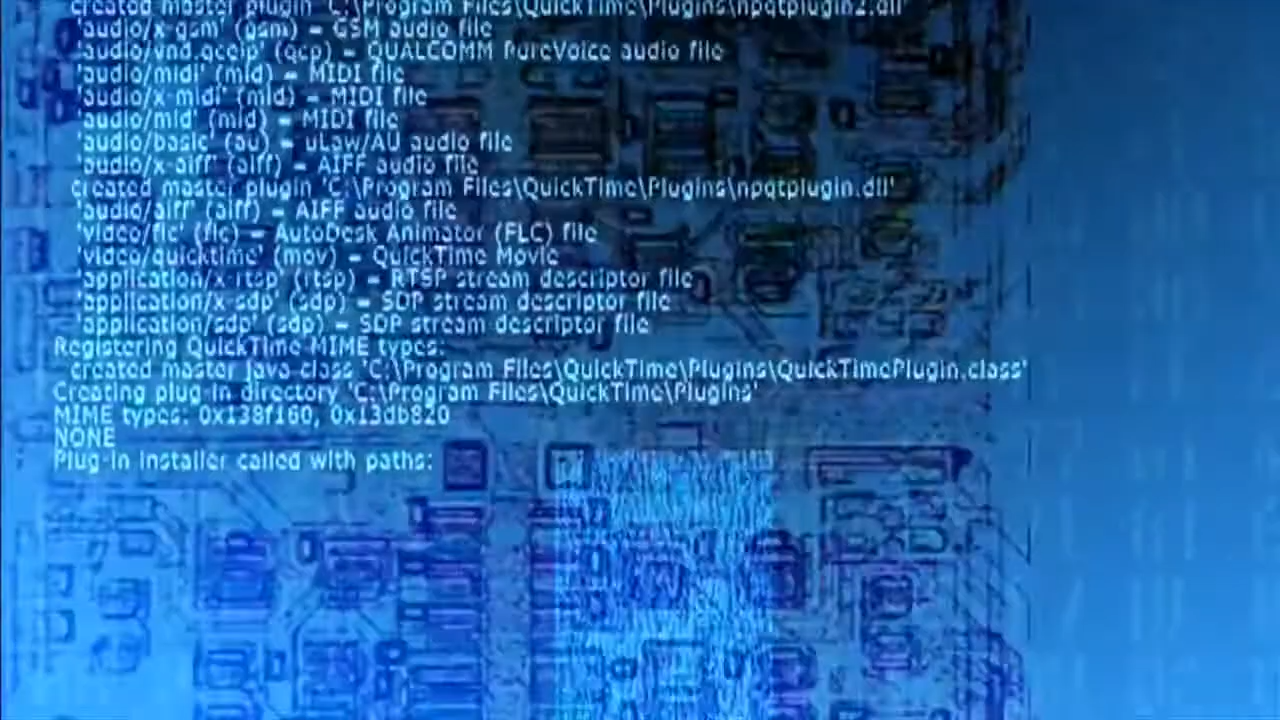 created master plugin 'C:\Program Files\QuickTime\Plugins\npqtplugin2.dll'
'audio/x-gsm' (gsm) = GSM audio file
'audio/vnd.qcelp' (qcp) = QUALCOMM PureVoice audio file
'audio/midi' (mid) = MIDI file
'audio/x-midi' (mid) = MIDI file
'audio/mid' (mid) = MIDI file
'audio/basic' (au) = uLaw/AU audio file
'audio/x-aiff' (aiff) = AIFF audio file
created master plugin 'C:\Program Files\QuickTime\Plugins\npqtplugin.dll'
'audio/aiff' (aiff) = AIFF audio file
'video/flc' (flc) = AutoDesk Animator (FLC) file
'video/quicktime' (mov) = QuickTime Movie
'application/x-rtsp' (rtsp) = RTSP stream descriptor file
'application/x-sdp' (sdp) = SDP stream descriptor file
'application/sdp' (sdp) = SDP stream descriptor file
Registering QuickTime MIME types:
created master java class 'C:\Program Files\QuickTime\Plugins\QuickTimePlugin.class'
Creating plug-in directory 'C:\Program Files\QuickTime\Plugins'
MIME types: 0x138f160, 0x13db820
NONE
Plug-in installer called with paths: